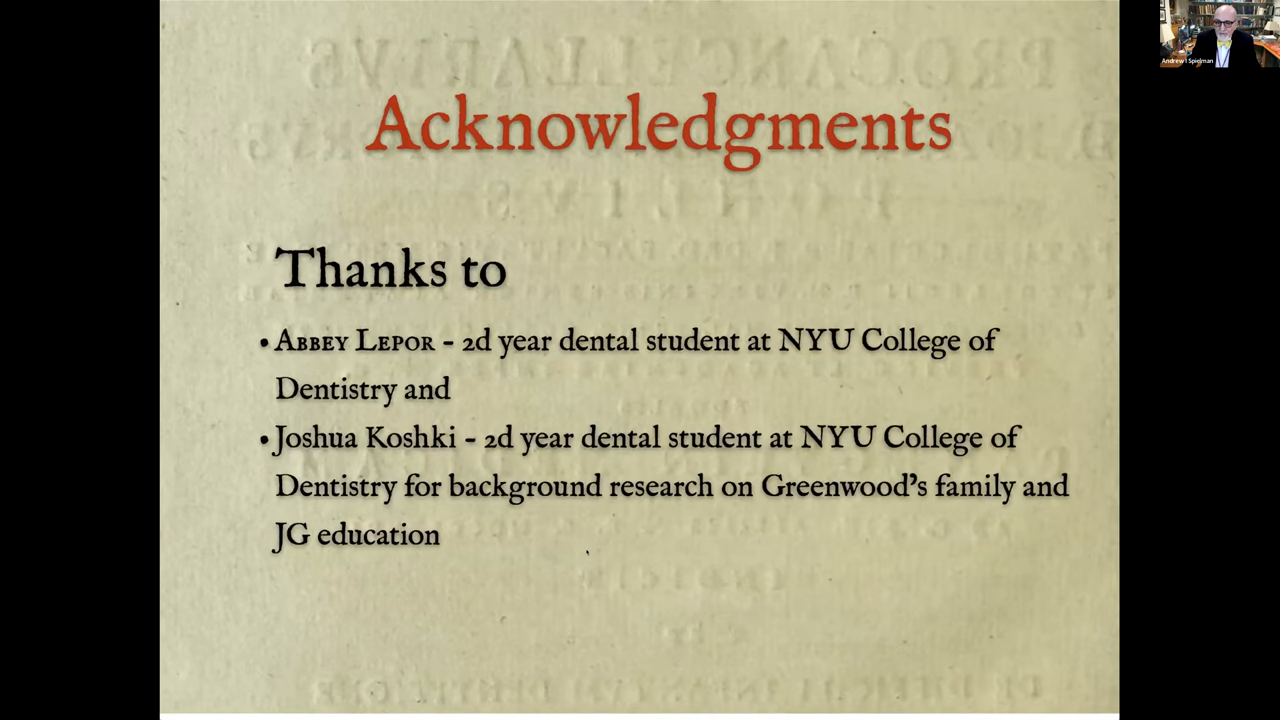 Acknowledgments
Andrew I Spielman
Thanks to
• Abbey Lepor - 2d year dental student at NYU College of
Dentistry and
• Joshua Koshki - 2d year dental student at NYU College of
Dentistry for background research on Greenwood's family and
JG education